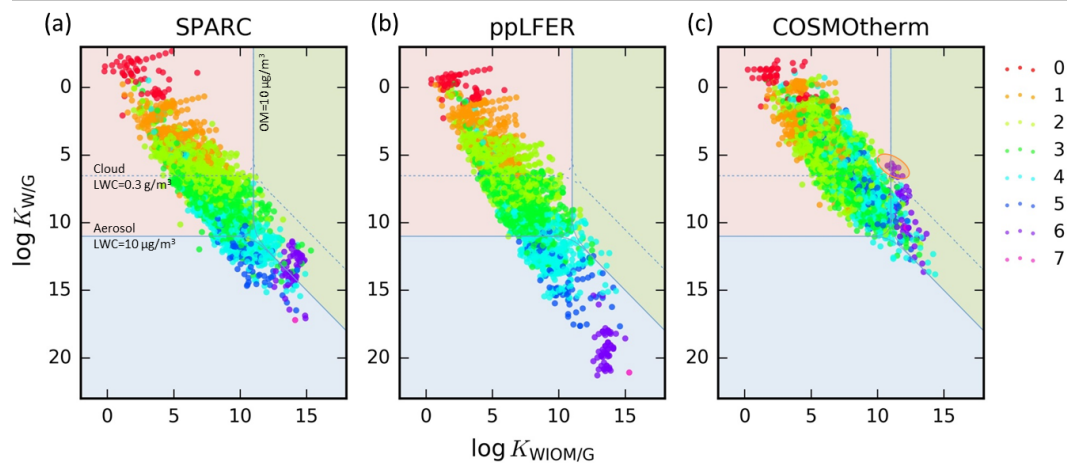 (a) SPARC
(b) ppLFER
(c) COSMOtherm
0
5
10
15
20
log K_W/G
OM=10 μg/m³
Cloud
LWC=0.3 g/m³
Aerosol
LWC=10 μg/m³
0 5 10 15
0 5 10 15
0 5 10 15
log K_WIOM/G
0
1
2
3
4
5
6
7